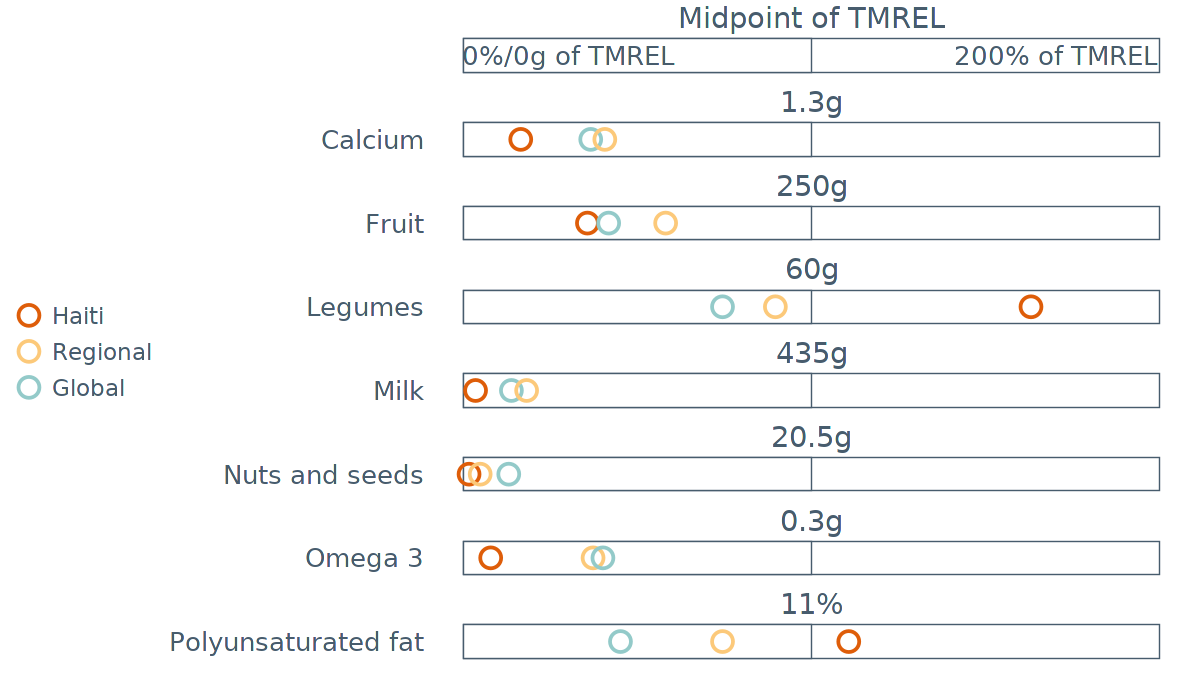 Midpoint of TMREL
0%/0g of TMREL 200% of TMREL
1.3g
Calcium
250g
Fruit
60g
Legumes
435g
Milk
20.5g
Nuts and seeds
0.3g
Omega 3
11%
Polyunsaturated fat
Haiti
Regional
Global